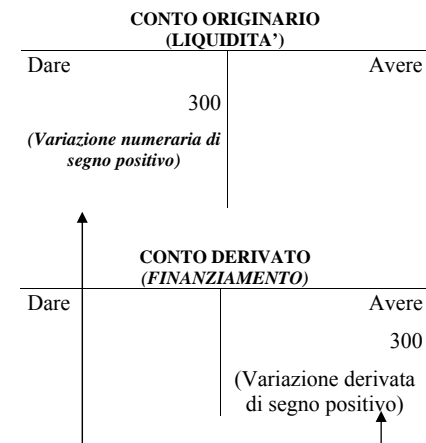 CONTO ORIGINARIO
(LIQUIDITA’)
Dare Avere
300
(Variazione numeraria di
segno positivo)
CONTO DERIVATO
(FINANZIAMENTO)
Dare Avere
300
(Variazione derivata
di segno positivo)